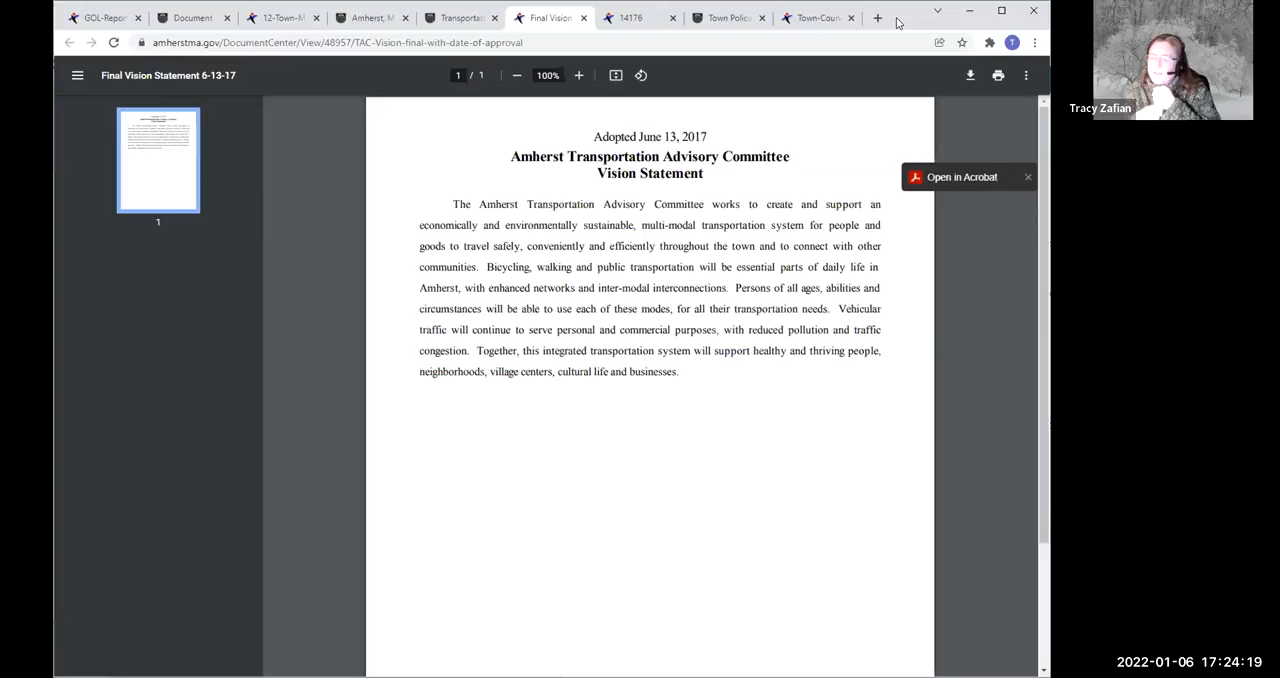 GOL-Repor
Document
12-Town-M
Amherst, M
Transportat
Final Vision
14176
Town Police
Town-Coun
amherstma.gov/DocumentCenter/View/48957/TAC-Vision-final-with-date-of-approval
T
Final Vision Statement 6-13-17
1 / 1
100%
Tracy Zafian
Open in Acrobat
1
Adopted June 13, 2017
Amherst Transportation Advisory Committee
Vision Statement
The Amherst Transportation Advisory Committee works to create and support an
economically and environmentally sustainable, multi-modal transportation system for people and
goods to travel safely, conveniently and efficiently throughout the town and to connect with other
communities. Bicycling, walking and public transportation will be essential parts of daily life in
Amherst, with enhanced networks and inter-modal interconnections. Persons of all ages, abilities and
circumstances will be able to use each of these modes, for all their transportation needs. Vehicular
traffic will continue to serve personal and commercial purposes, with reduced pollution and traffic
congestion. Together, this integrated transportation system will support healthy and thriving people,
neighborhoods, village centers, cultural life and businesses.
2022-01-06 17:24:19